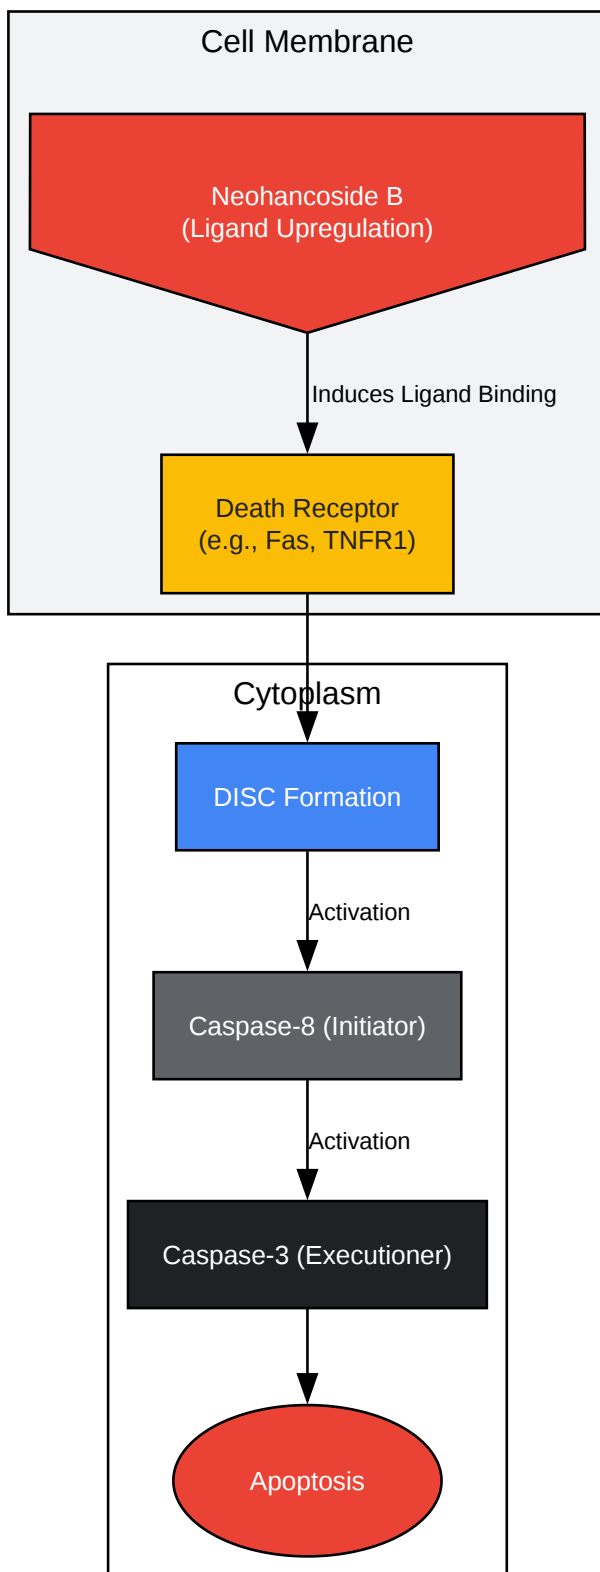 Cell Membrane
Neohancoside B
(Ligand Upregulation)
Induces Ligand Binding
Death Receptor
(e.g., Fas, TNFR1)
Cytoplasm
DISC Formation
Activation
Caspase-8 (Initiator)
Activation
Caspase-3 (Executioner)
Apoptosis